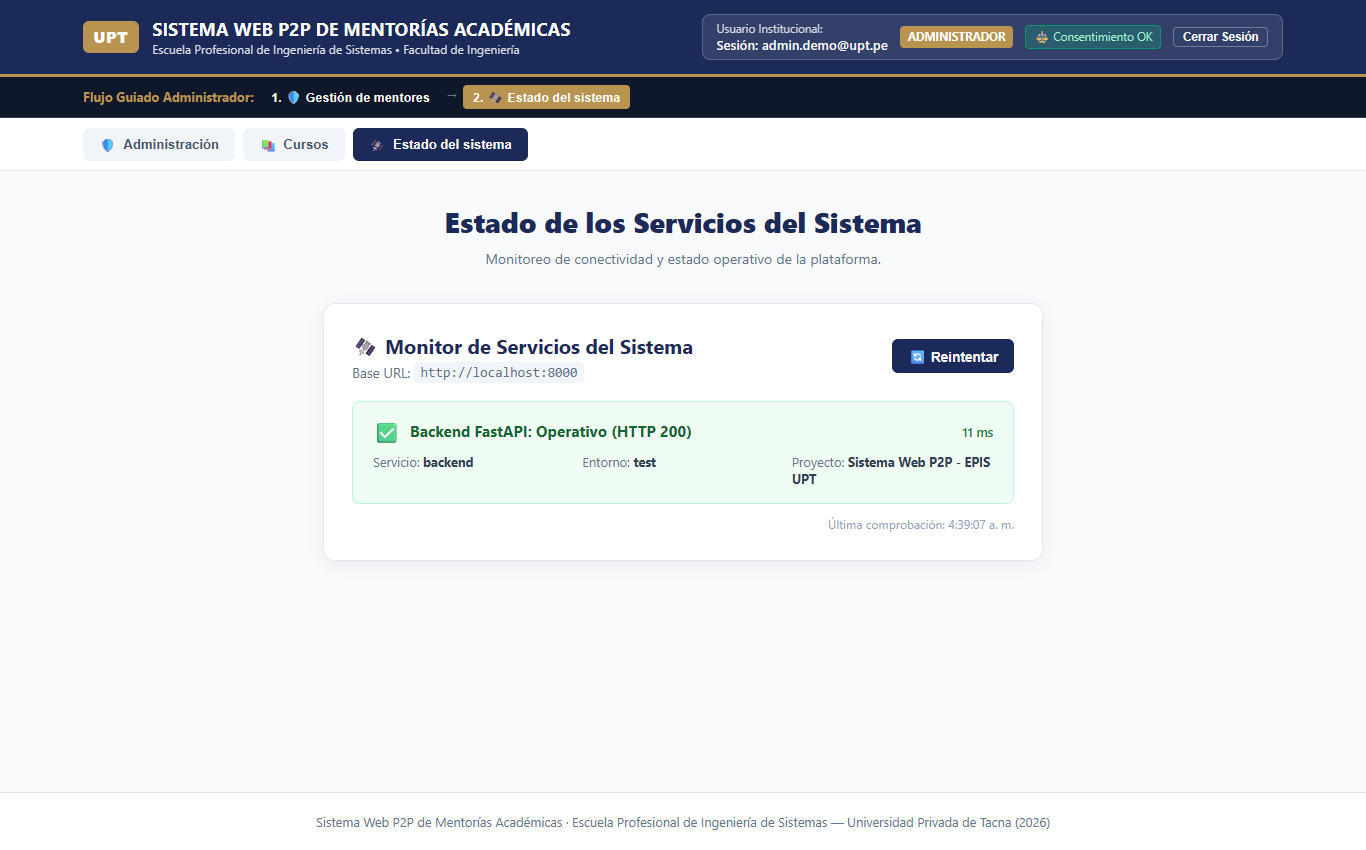 UPT
SISTEMA WEB P2P DE MENTORÍAS ACADÉMICAS
Escuela Profesional de Ingeniería de Sistemas • Facultad de Ingeniería
Usuario Institucional:
Sesión: admin.demo@upt.pe
ADMINISTRADOR
Consentimiento OK
Cerrar Sesión
Flujo Guiado Administrador: 1. Gestión de mentores → 2. Estado del sistema
Administración
Cursos
Estado del sistema
Estado de los Servicios del Sistema
Monitoreo de conectividad y estado operativo de la plataforma.
Monitor de Servicios del Sistema
Base URL: http://localhost:8000
Reintentar
Backend FastAPI: Operativo (HTTP 200)
11 ms
Servicio: backend
Entorno: test
Proyecto: Sistema Web P2P - EPIS
UPT
Última comprobación: 4:39:07 a. m.
Sistema Web P2P de Mentorías Académicas · Escuela Profesional de Ingeniería de Sistemas — Universidad Privada de Tacna (2026)